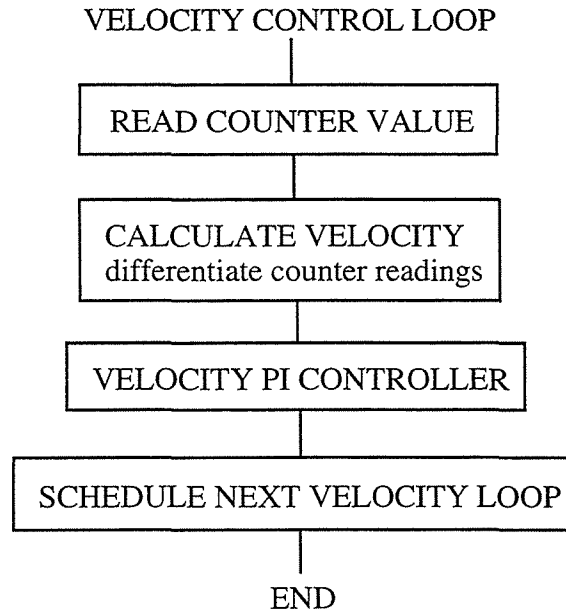 VELOCITY CONTROL LOOP
READ COUNTER VALUE
CALCULATE VELOCITY
differentiate counter readings
VELOCITY PI CONTROLLER
SCHEDULE NEXT VELOCITY LOOP
END